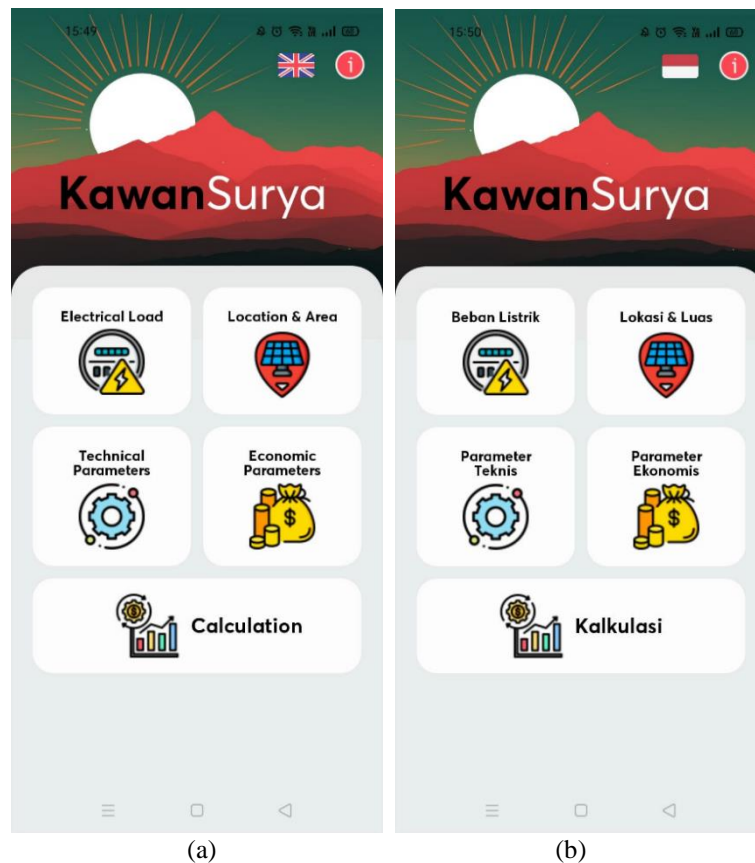 15:49
KawanSurya
Electrical Load
Location & Area
Technical
Parameters
Economic
Parameters
Calculation
(a)
15:50
KawanSurya
Beban Listrik
Lokasi & Luas
Parameter
Teknis
Parameter
Ekonomis
Kalkulasi
(b)